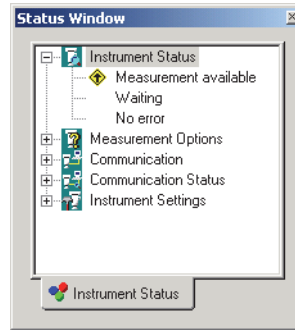 Status Window
Instrument Status
Measurement available
Waiting
No error
Measurement Options
Communication
Communication Status
Instrument Settings
Instrument Status